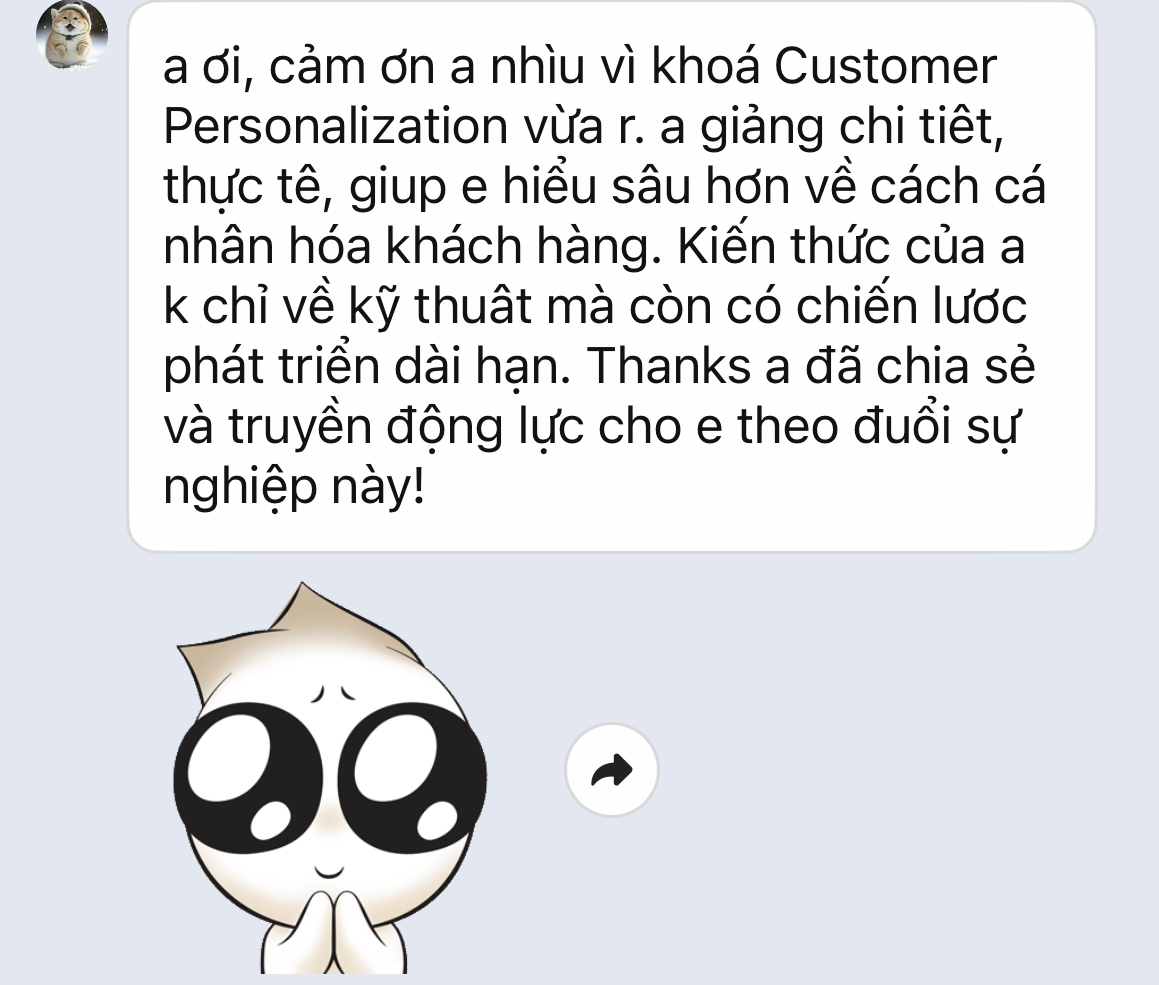 a ơi, cảm ơn a nhìu vì khoá Customer
Personalization vừa r. a giảng chi tiêt,
thực tê, giup e hiểu sâu hơn về cách cá
nhân hóa khách hàng. Kiến thức của a
k chỉ về kỹ thuât mà còn có chiến lươc
phát triển dài hạn. Thanks a đã chia sẻ
và truyền động lực cho e theo đuổi sự
nghiệp này!